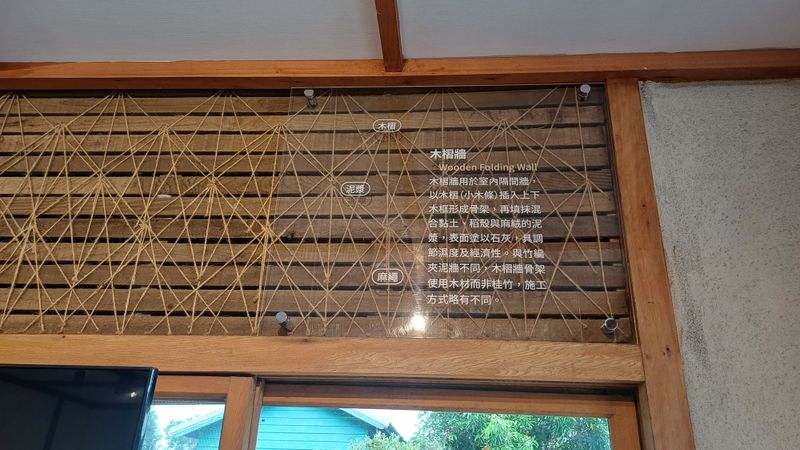 木摺
泥漿
麻繩
木摺牆
Wooden Folding Wall
木摺牆用於室內隔間牆，
以木摺(小木條)插入上下
木框形成骨架，再填抹混
合黏土、稻殼與麻絨的泥
漿，表面塗以石灰，具調
節濕度及經濟性。與竹編
夾泥牆不同，木摺牆骨架
使用木材而非桂竹，施工
方式略有不同。